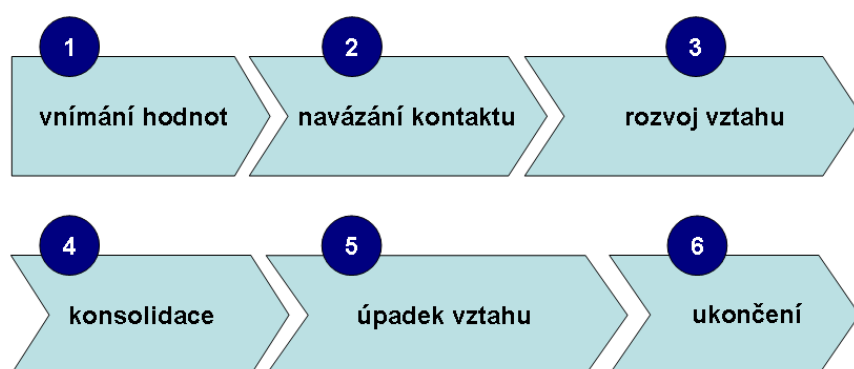 1
vnímání hodnot
2
navázání kontaktu
3
rozvoj vztahu
4
konsolidace
5
úpadek vztahu
6
ukončení